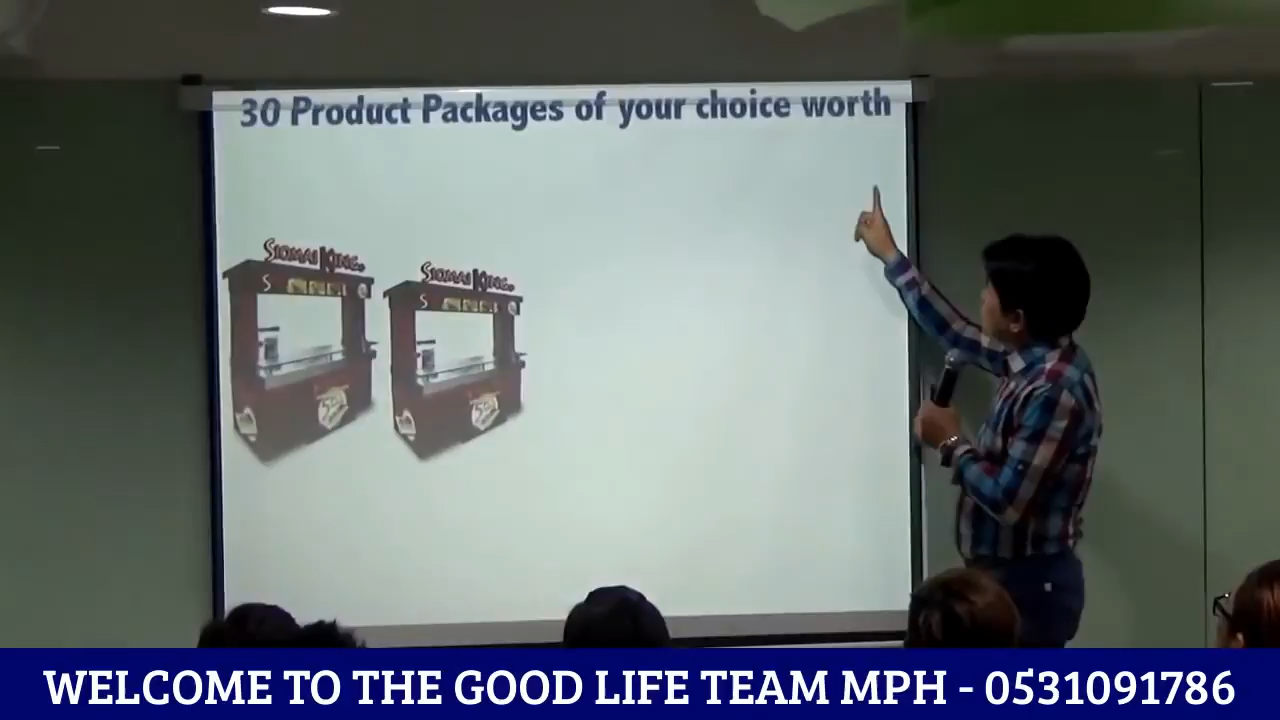 30 Product Packages of your choice worth
SIOMAI KING
S
SIOMAI KING
S
WELCOME TO THE GOOD LIFE TEAM MPH - 0531091786